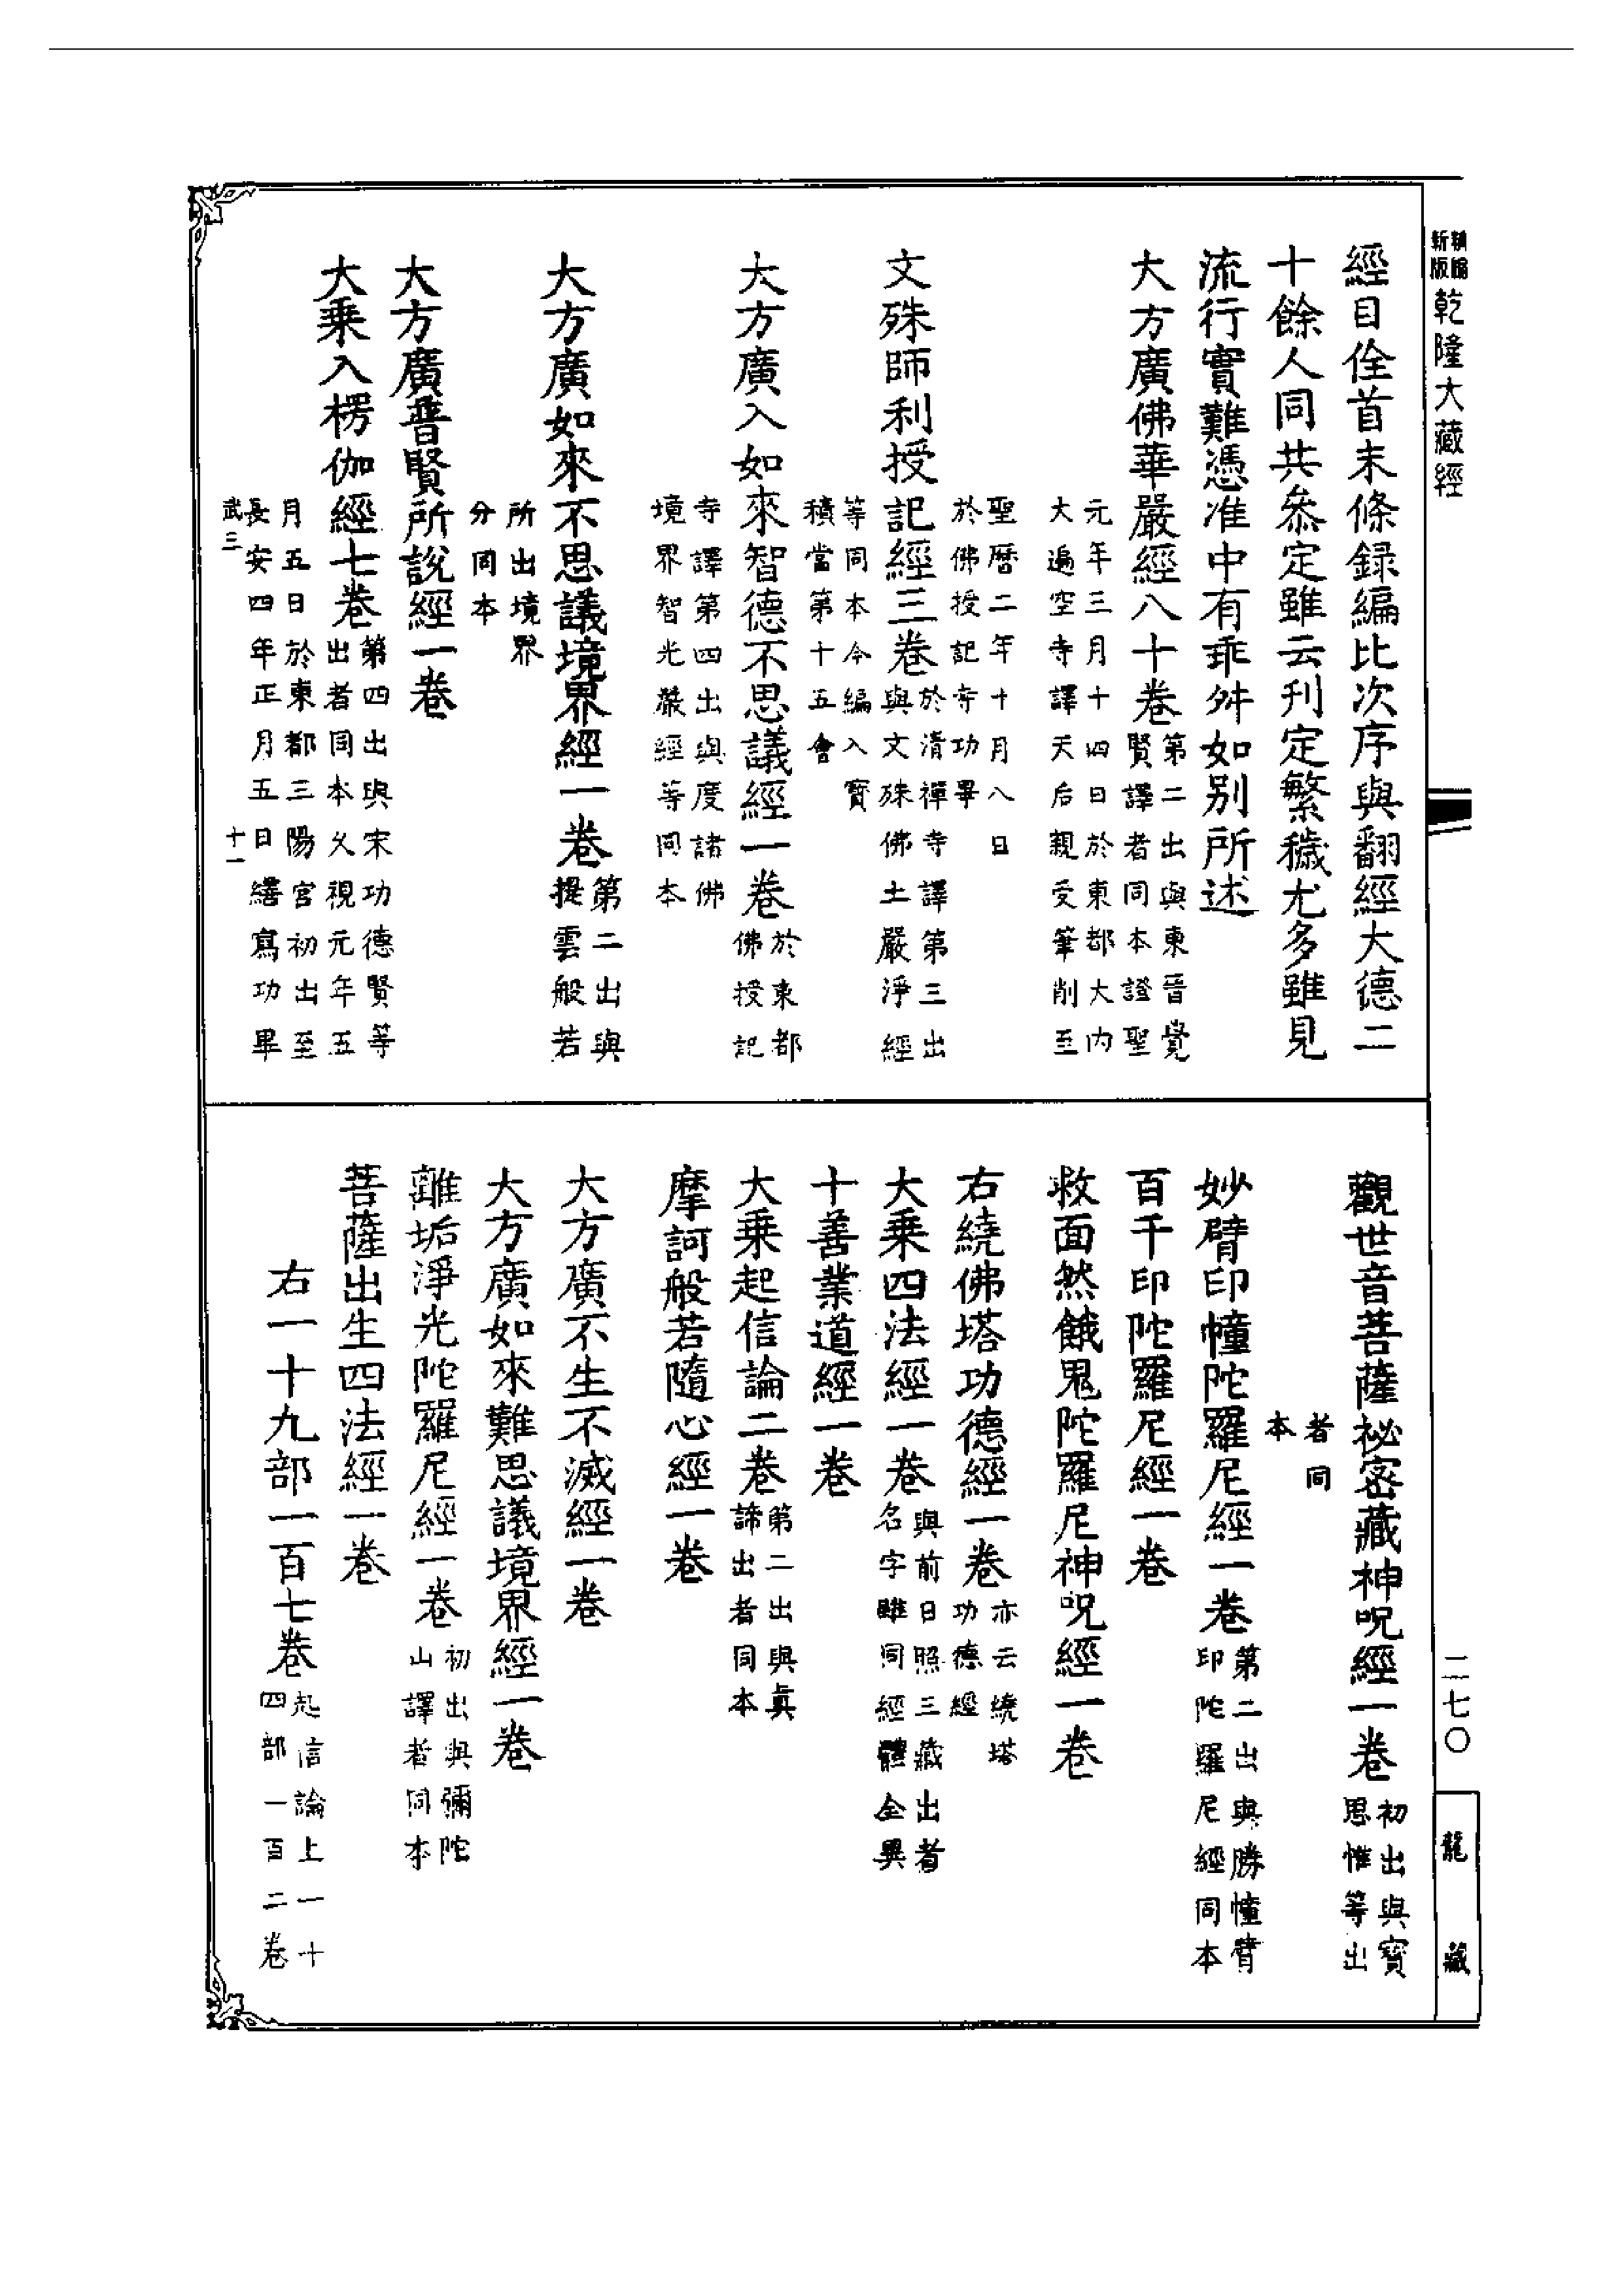 新編
新版
乾隆大藏經
經目佺首末條録編比次序與翻經大德二
十餘人同共叅定雖云刋定繁穢尤多雖見
流行實難憑准中有乖舛如別所述
大方廣佛華嚴經八十卷第二出與東晉覺
賢譯者同本證聖
元年三月十四日於東都大內
大遍空寺譯天后親受筆削至
聖曆二年十月八日
於佛授記寺功畢
文殊師利授記經三卷於清禪寺譯第三出
與文殊佛土嚴淨經
等同本今編入寶
積當第十五會
大方廣入如來智德不思議經一卷於東都
佛授記
寺譯第四出與度諸佛
境界智光嚴經等同本
大方廣如來不思議境界經一卷第二出與
提雲般若
所出境界
分同本
大方廣普賢所說經一卷
大乘入楞伽經七卷第四出與宋功德賢等
出者同本久視元年五
月五日於東都三陽宮初出至
長安四年正月五日繕寫功畢
武三
十一
觀世音菩薩祕密藏神呪經一卷初出與寶
思惟等出
者同
本
妙臂印幢陀羅尼經一卷第二出與勝幢臂
印陀羅尼經同本
百千印陀羅尼經一卷
救面然餓鬼陀羅尼神呪經一卷
右繞佛塔功德經一卷亦云繞塔
功德經
大乘四法經一卷與前日照三藏出者
名字雖同經體全異
十善業道經一卷
大乘起信論二卷第二出與真
諦出者同本
摩訶般若隨心經一卷
大方廣不生不滅經一卷
大方廣如來難思議境界經一卷
離垢淨光陀羅尼經一卷初出與彌陀
山譯者同本
菩薩出生四法經一卷
右一十九部一百七卷起信論上一十
四部一百二卷
二七〇
龍藏